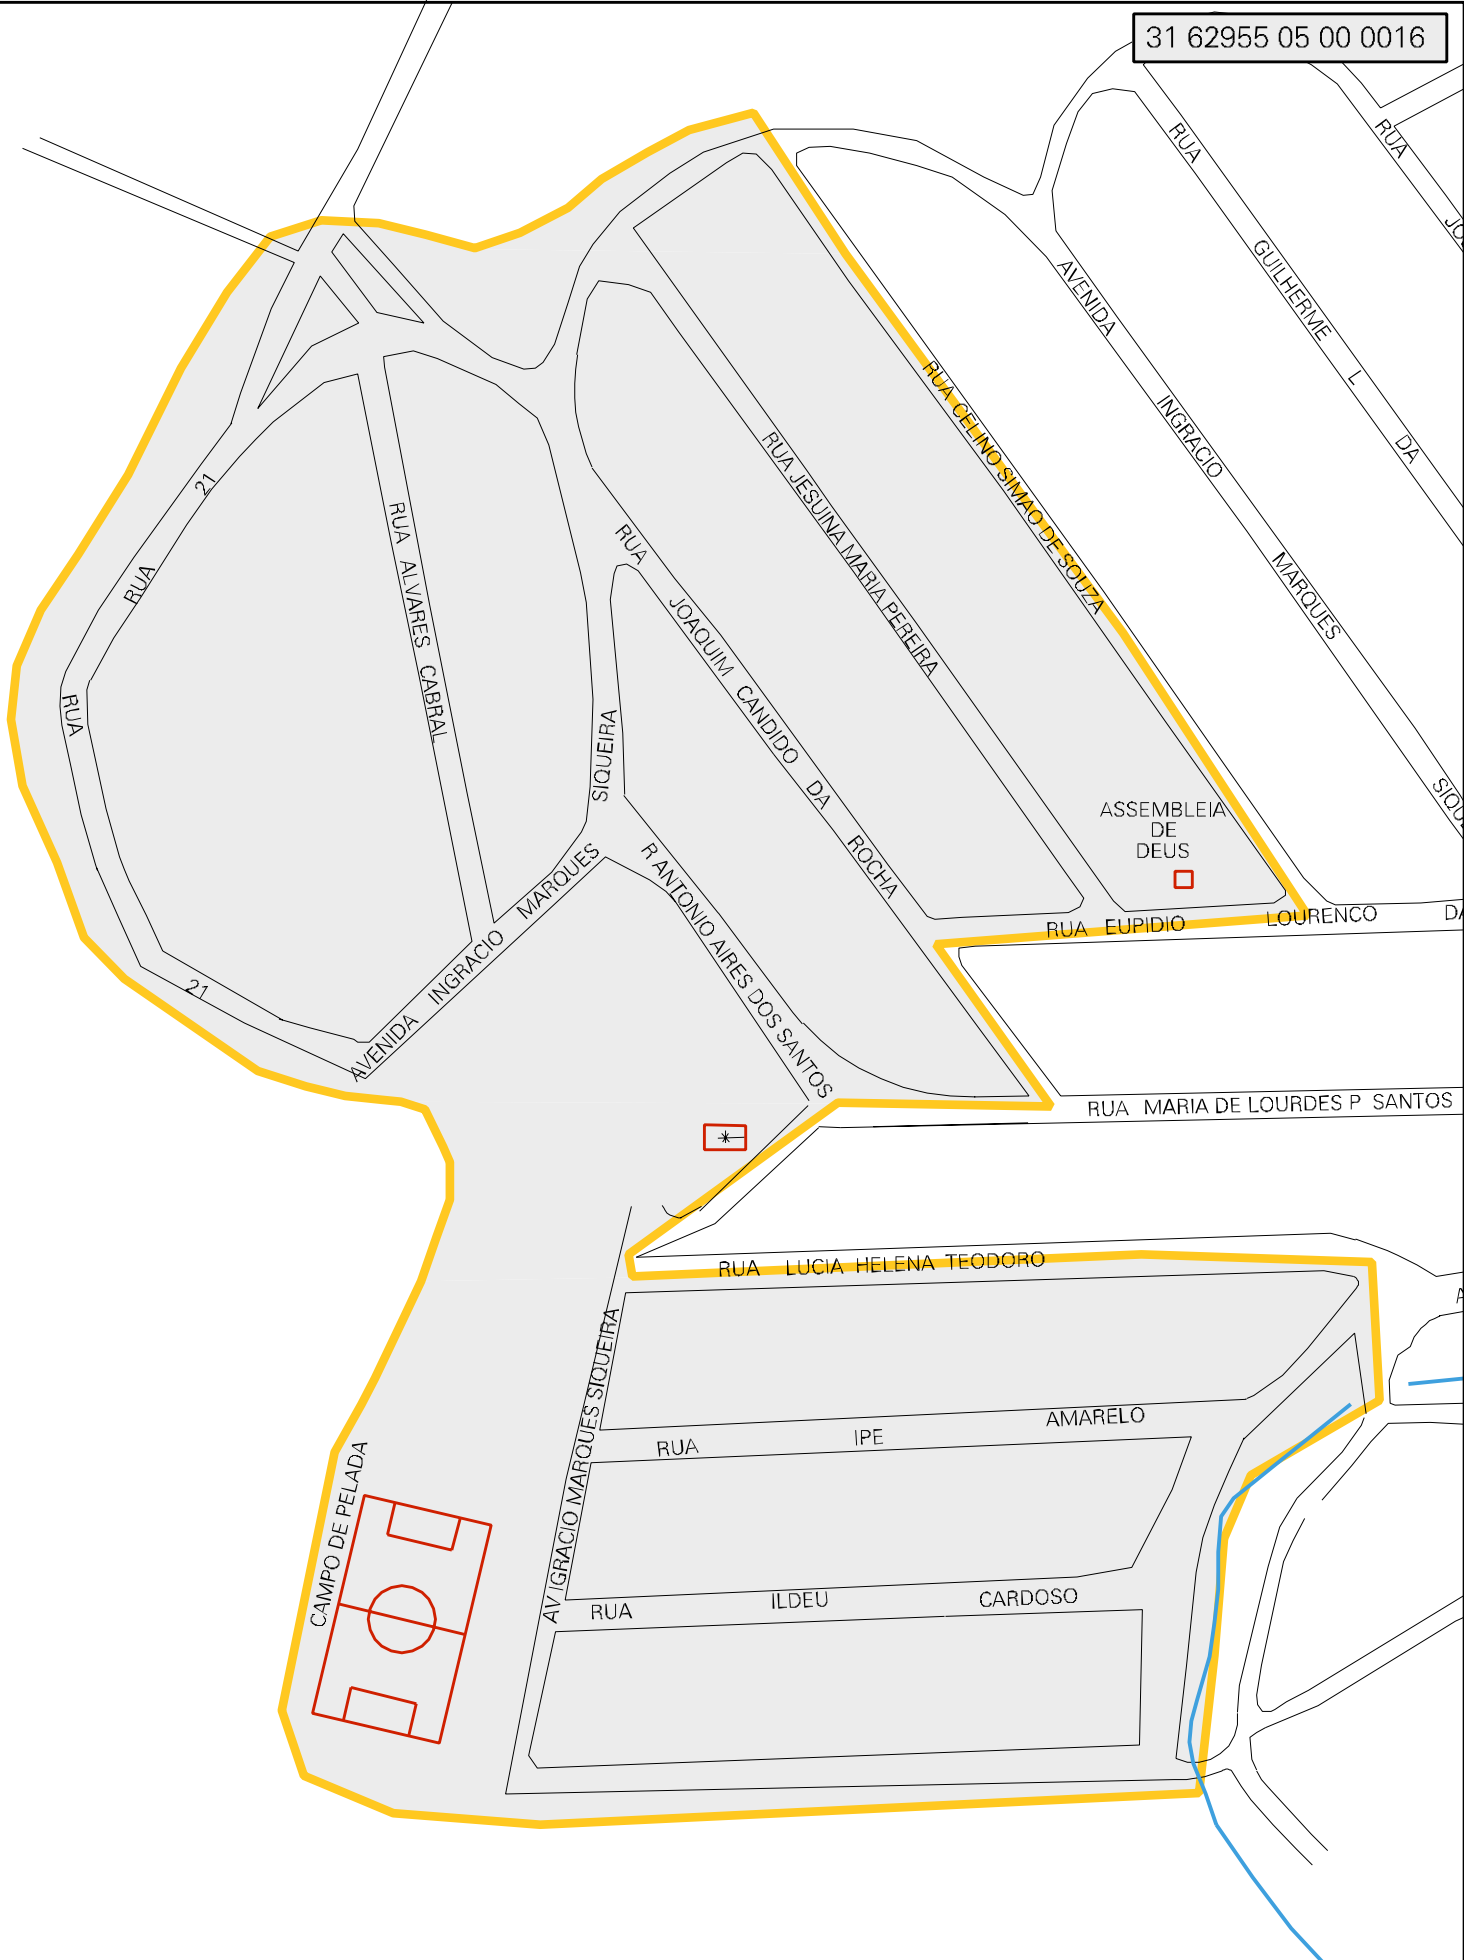 31 62955 05 00 0016
RUA
RUA
GUILHERME L DA
AVENIDA INGRACIO MARQUES
RUA CELINO SIMAO DE SOUZA
RUA JESUINA MARIA PEREIRA
RUA 21
RUA ALVARES CABRAL
RUA JOAQUIM CANDIDO DA ROCHA
RUA 21
SIQUEIRA
ASSEMBLEIA
DE
DEUS
AVENIDA INGRACIO MARQUES
R ANTONIO AIRES DOS SANTOS
RUA EUPIDIO LOURENCO
RUA MARIA DE LOURDES P SANTOS
RUA LUCIA HELENA TEODORO
AV IGRACIO MARQUES SIQUEIRA
RUA IPE AMARELO
CAMPO DE PELADA
RUA ILDEU CARDOSO